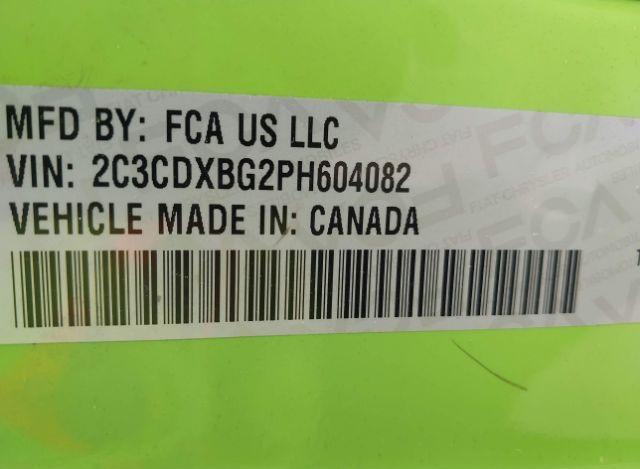 MFD BY: FCA US LLC
VIN: 2C3CDXBG2PH604082
VEHICLE MADE IN: CANADA